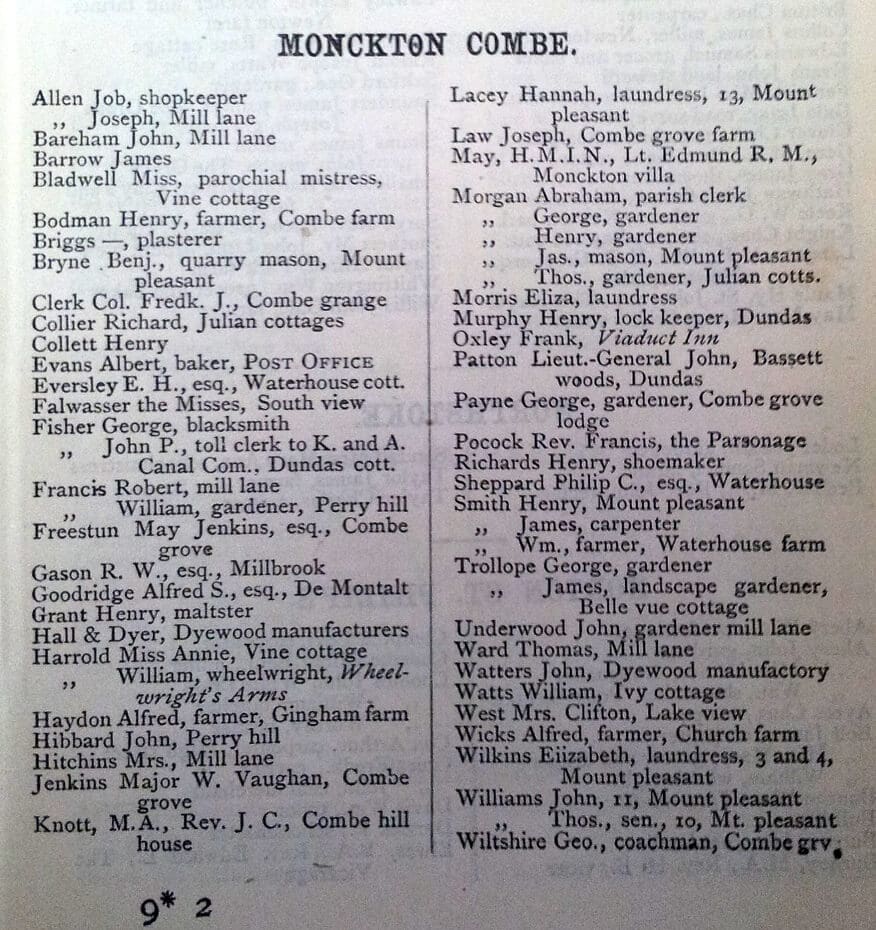 MONCKTON COMBE.
Allen Job, shopkeeper
„ Joseph, Mill lane
Bareham John, Mill lane
Barrow James
Bladwell Miss, parochial mistress,
Vine cottage
Bodman Henry, farmer, Combe farm
Briggs —, plasterer
Bryne Benj., quarry mason, Mount
pleasant
Clerk Col. Fredk. J., Combe grange
Collier Richard, Julian cottages
Collett Henry
Evans Albert, baker, POST OFFICE
Eversley E. H., esq., Waterhouse cott.
Falwasser the Misses, South view
Fisher George, blacksmith
„ John P., toll clerk to K. and A.
Canal Com., Dundas cott.
Francis Robert, mill lane
„ William, gardener, Perry hill
Freestun May Jenkins, esq., Combe
grove
Gason R. W., esq., Millbrook
Goodridge Alfred S., esq., De Montalt
Grant Henry, maltster
Hall & Dyer, Dyewood manufacturers
Harrold Miss Annie, Vine cottage
„ William, wheelwright, Wheel-
wright's Arms
Haydon Alfred, farmer, Gingham farm
Hibbard John, Perry hill
Hitchins Mrs., Mill lane
Jenkins Major W. Vaughan, Combe
grove
Knott, M.A., Rev. J. C., Combe hill
house
Lacey Hannah, laundress, 13, Mount
pleasant
Law Joseph, Combe grove farm
May, H.M.I.N., Lt. Edmund R. M.,
Monckton villa
Morgan Abraham, parish clerk
„ George, gardener
„ Henry, gardener
„ Jas., mason, Mount pleasant
„ Thos., gardener, Julian cotts.
Morris Eliza, laundress
Murphy Henry, lock keeper, Dundas
Oxley Frank, Viaduct Inn
Patton Lieut.-General John, Bassett
woods, Dundas
Payne George, gardener, Combe grove
lodge
Pocock Rev. Francis, the Parsonage
Richards Henry, shoemaker
Sheppard Philip C., esq., Waterhouse
Smith Henry, Mount pleasant
„ James, carpenter
„ Wm., farmer, Waterhouse farm
Trollope George, gardener
„ James, landscape gardener,
Belle vue cottage
Underwood John, gardener mill lane
Ward Thomas, Mill lane
Watters John, Dyewood manufactory
Watts William, Ivy cottage
West Mrs. Clifton, Lake view
Wicks Alfred, farmer, Church farm
Wilkins Eiizabeth, laundress, 3 and 4,
Mount pleasant
Williams John, 11, Mount pleasant
„ Thos., sen., 10, Mt. pleasant
Wiltshire Geo., coachman, Combe grv.
9* 2